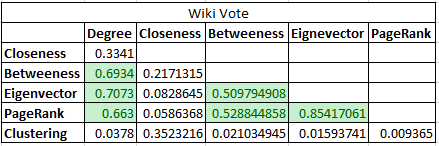 Wiki Vote
Degree Closeness Betweenness Eignevector PageRank
Closeness 0.3341
Betweeness 0.6934 0.2171315
Eigenvector 0.7073 0.0828645 0.509794908
PageRank 0.663 0.0586368 0.528844858 0.85417061
Clustering 0.0378 0.3523216 0.021034945 0.01593741 0.009365